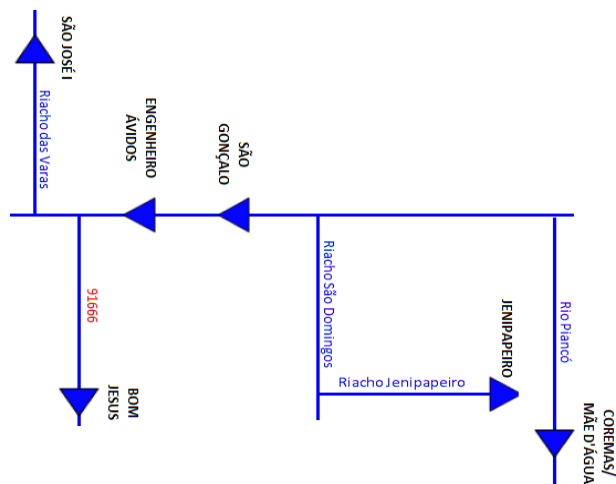 SÃO JOSÉ I
Riacho das Varas
ENGENHEIRO
ÁVIDOS
SÃO
GONÇALO
91666
BOM
JESUS
Riacho São Domingos
Riacho Jenipapeiro
JENIPAPEIRO
Rio Piancó
COREMAS/
MÃE D'ÁGUA